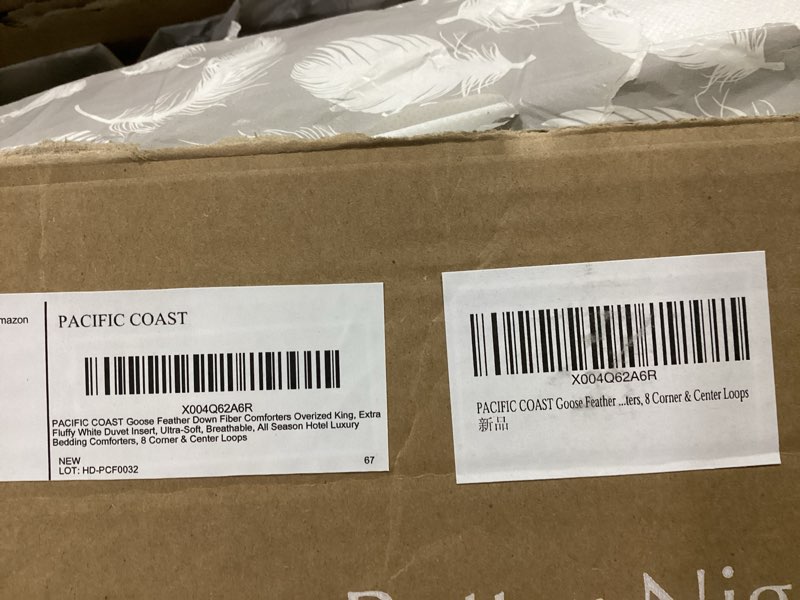 mazon
PACIFIC COAST
X004Q62A6R
PACIFIC COAST Goose Feather Down Fiber Comforters Overized King, Extra
Fluffy White Duvet Insert, Ultra-Soft, Breathable, All Season Hotel Luxury
Bedding Comforters, 8 Corner & Center Loops
NEW
67
LOT: HD-PCF0032
X004Q62A6R
PACIFIC COAST Goose Feather ...ters, 8 Corner & Center Loops
新品